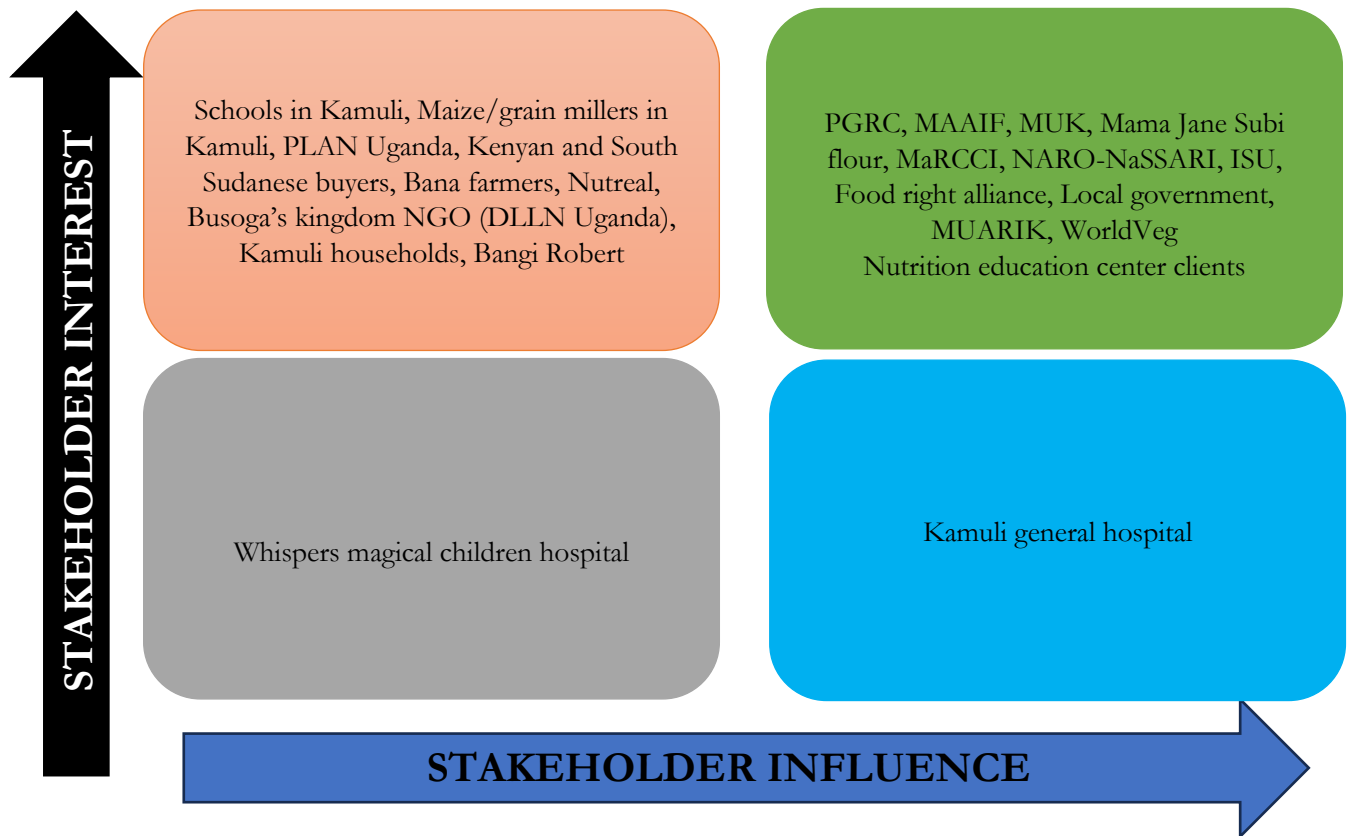 STAKEHOLDER INTEREST
Schools in Kamuli, Maize/grain millers in
Kamuli, PLAN Uganda, Kenyan and South
Sudanese buyers, Bana farmers, Nutreal,
Busoga’s kingdom NGO (DLLN Uganda),
Kamuli households, Bangi Robert
PGRC, MAAIF, MUK, Mama Jane Subi
flour, MaRCCI, NARO-NaSSARI, ISU,
Food right alliance, Local government,
MUARIK, WorldVeg
Nutrition education center clients
Whispers magical children hospital
Kamuli general hospital
STAKEHOLDER INFLUENCE